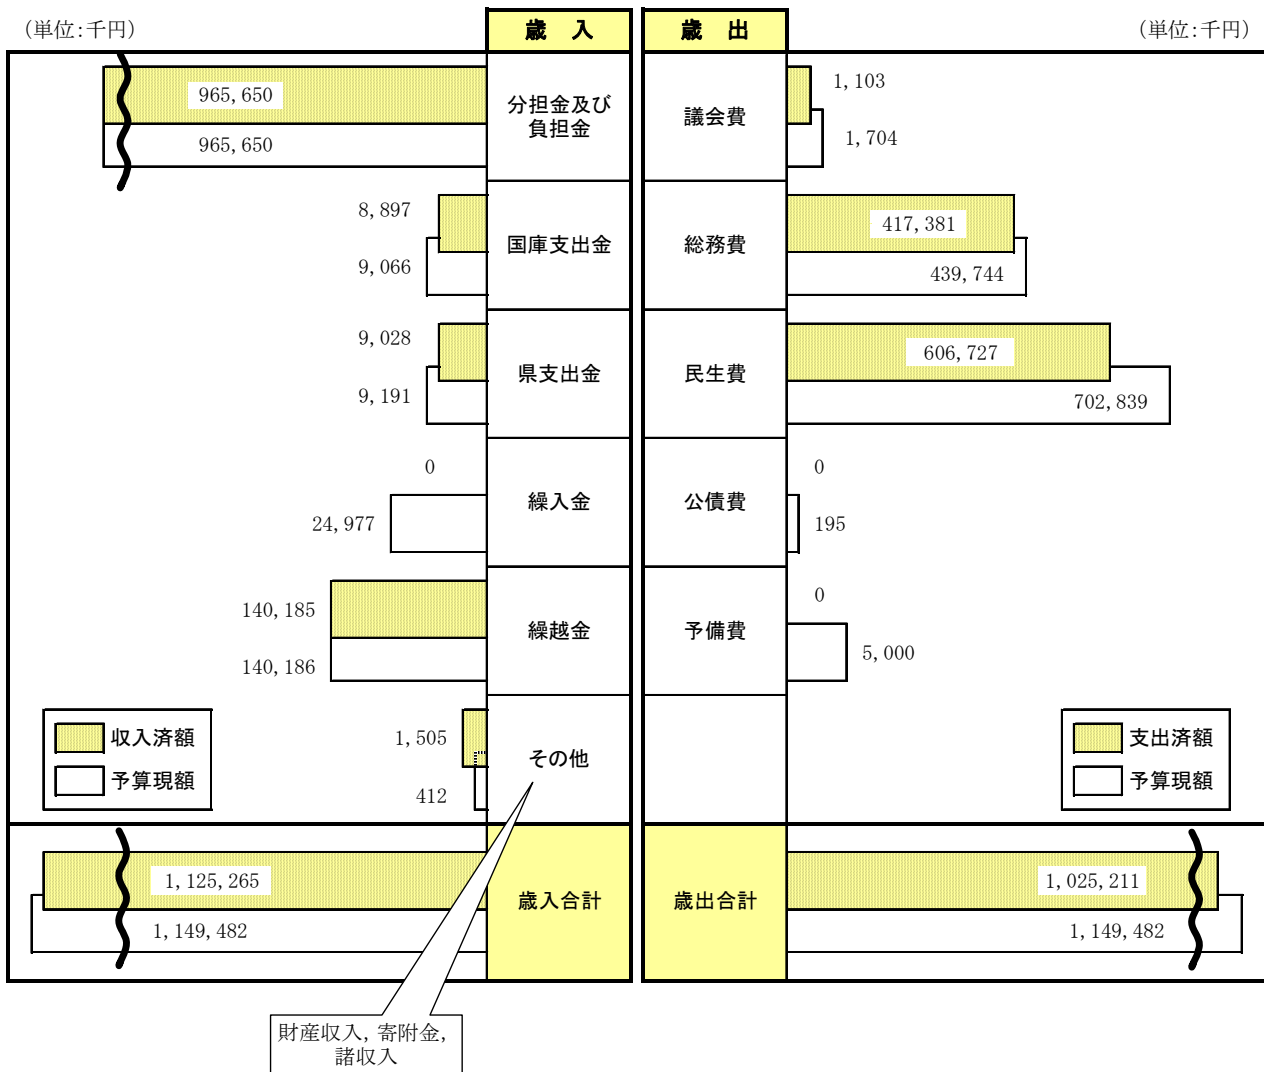 (単位:千円)
歳 入
歳 出
(単位:千円)
965,650
965,650
分担金及び
負担金
議会費
1,103
1,704
8,897
9,066
国庫支出金
総務費
417,381
439,744
9,028
9,191
県支出金
民生費
606,727
702,839
0
24,977
繰入金
公債費
0
195
140,185
140,186
繰越金
予備費
0
5,000
収入済額
予算現額
1,505
412
その他
支出済額
予算現額
1,125,265
1,149,482
歳入合計
歳出合計
1,025,211
1,149,482
財産収入,寄附金,
諸収入